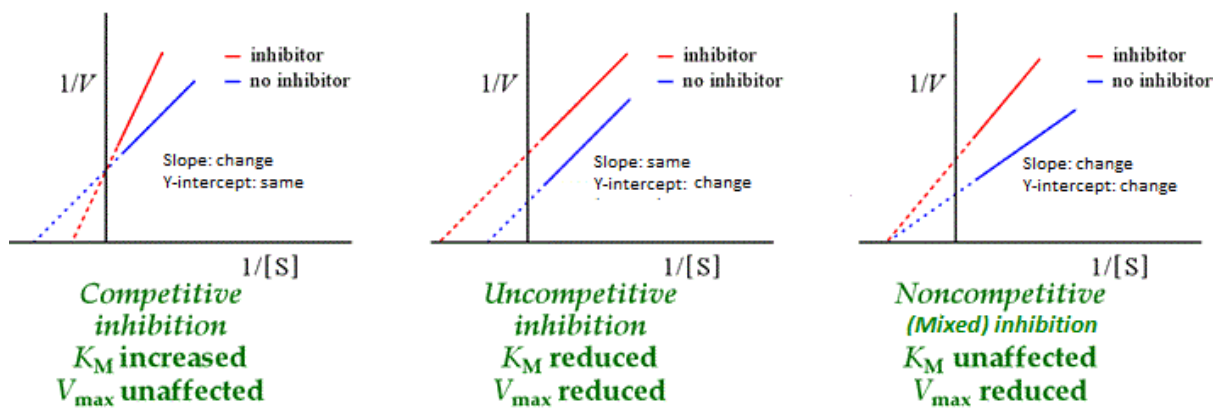 1/V
inhibitor
no inhibitor
Slope: change
Y-intercept: same
1/[S]
Competitive
inhibition
KM increased
Vmax unaffected
1/V
inhibitor
no inhibitor
Slope: same
Y-intercept: change
1/[S]
Uncompetitive
inhibition
KM reduced
Vmax reduced
1/V
inhibitor
no inhibitor
Slope: change
Y-intercept: change
1/[S]
Noncompetitive
(Mixed) inhibition
KM unaffected
Vmax reduced